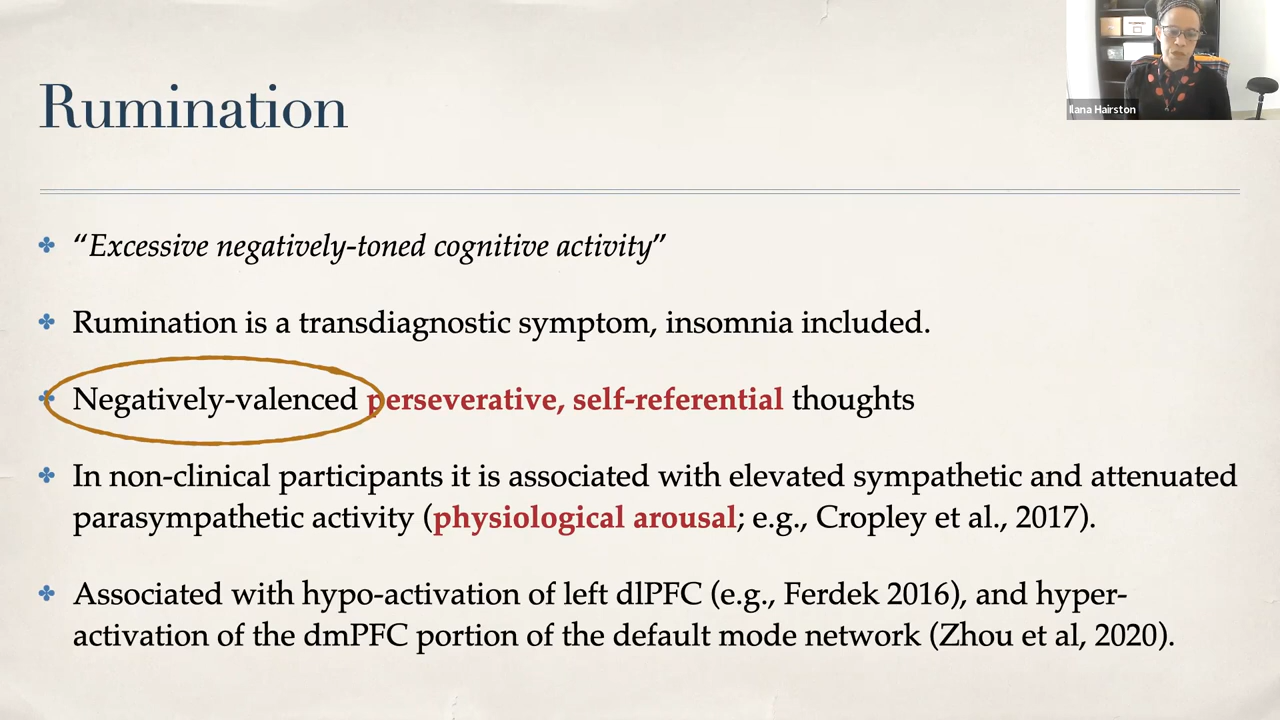 Ilana Hairston
Rumination
“Excessive negatively-toned cognitive activity”
Rumination is a transdiagnostic symptom, insomnia included.
Negatively-valenced perseverative, self-referential thoughts
In non-clinical participants it is associated with elevated sympathetic and attenuated
parasympathetic activity (physiological arousal; e.g., Cropley et al., 2017).
Associated with hypo-activation of left dlPFC (e.g., Ferdek 2016), and hyper-
activation of the dmPFC portion of the default mode network (Zhou et al, 2020).